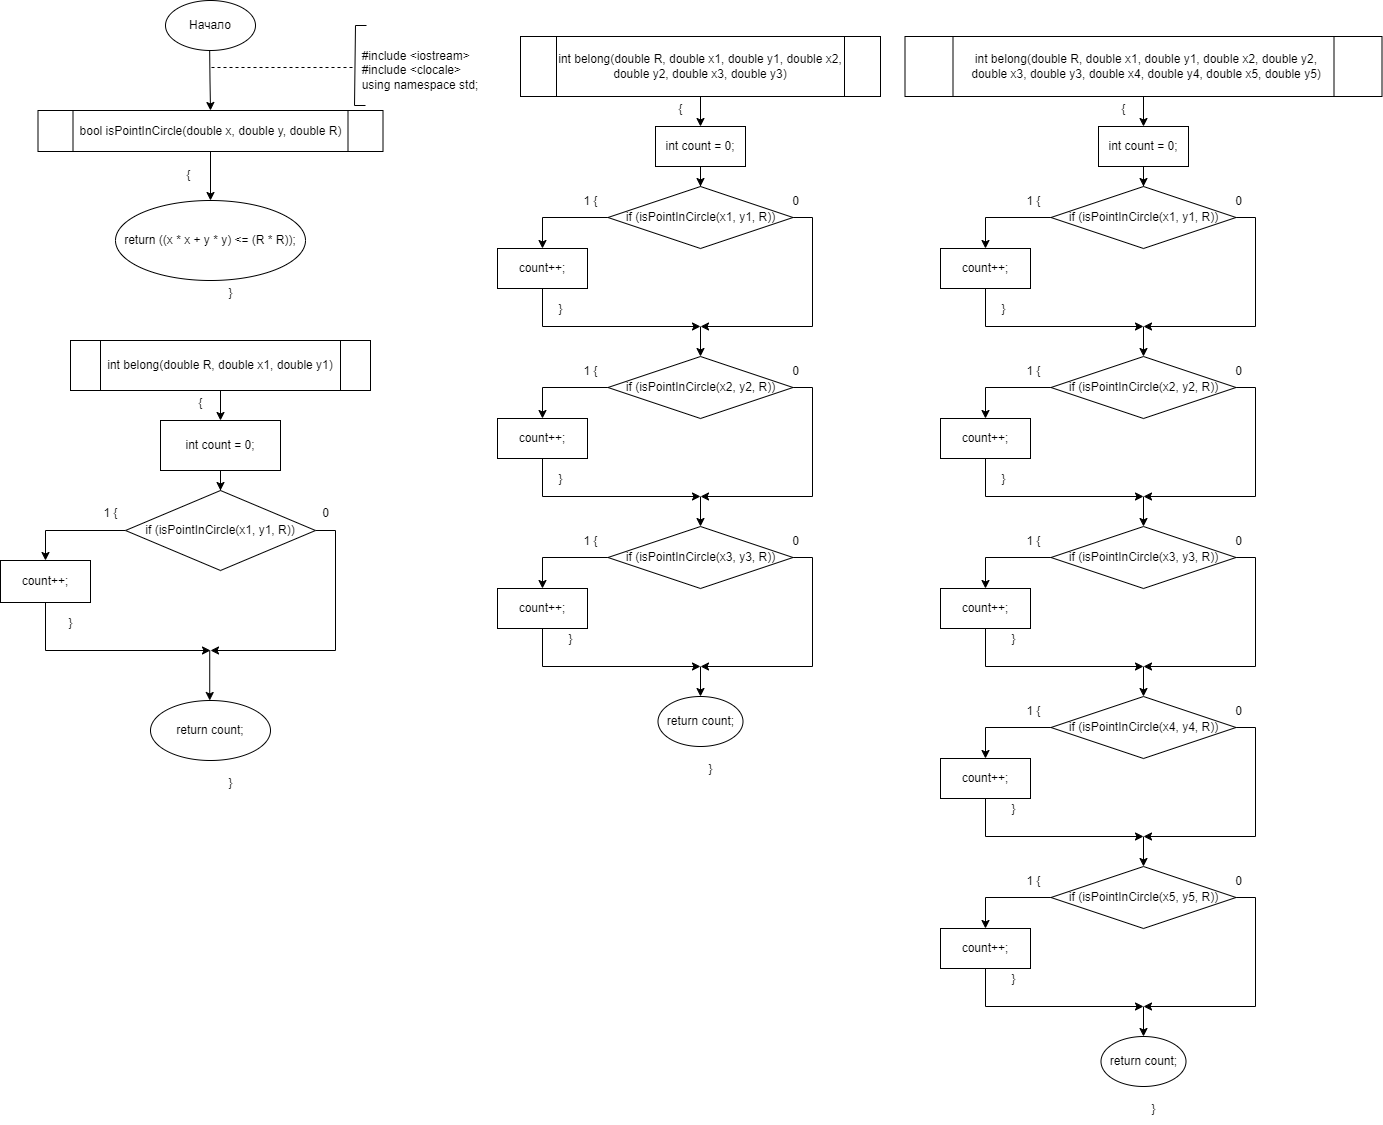 Начало
#include <iostream>
#include <clocale>
using namespace std;
bool isPointInCircle(double x, double y, double R)
{
return ((x * x + y * y) <= (R * R));
}
int belong(double R, double x1, double y1)
{
int count = 0;
1 {
0
if (isPointInCircle(x1, y1, R))
count++;
}
return count;
}
int belong(double R, double x1, double y1, double x2,
double y2, double x3, double y3)
{
int count = 0;
1 {
0
if (isPointInCircle(x1, y1, R))
count++;
}
1 {
0
if (isPointInCircle(x2, y2, R))
count++;
}
1 {
0
if (isPointInCircle(x3, y3, R))
count++;
}
return count;
}
int belong(double R, double x1, double y1, double x2, double y2,
double x3, double y3, double x4, double y4, double x5, double y5)
{
int count = 0;
1 {
0
if (isPointInCircle(x1, y1, R))
count++;
}
1 {
0
if (isPointInCircle(x2, y2, R))
count++;
}
1 {
0
if (isPointInCircle(x3, y3, R))
count++;
}
1 {
0
if (isPointInCircle(x4, y4, R))
count++;
}
1 {
0
if (isPointInCircle(x5, y5, R))
count++;
}
return count;
}